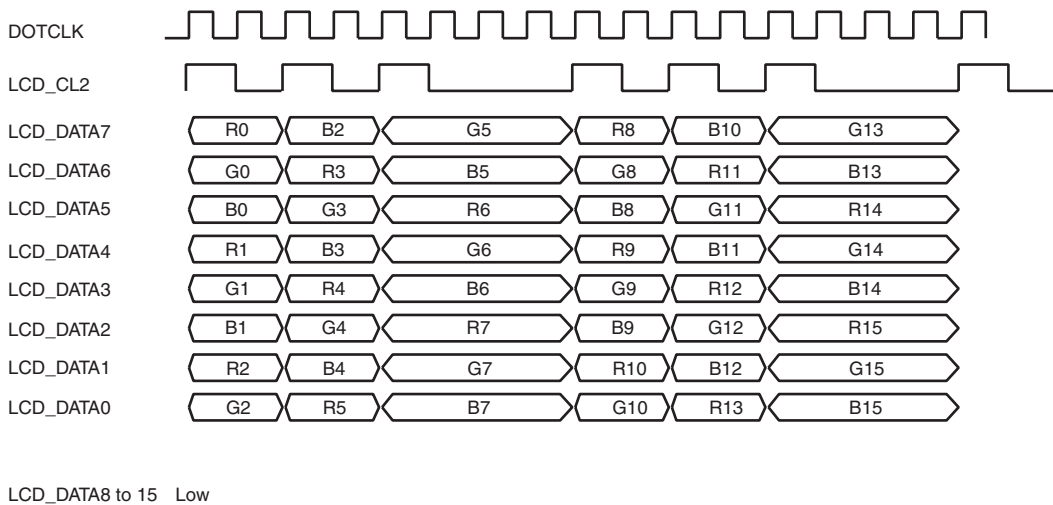 DOTCLK
LCD_CL2
LCD_DATA7 R0 B2 G5 R8 B10 G13
LCD_DATA6 G0 R3 B5 G8 R11 B13
LCD_DATA5 B0 G3 R6 B8 G11 R14
LCD_DATA4 R1 B3 G6 R9 B11 G14
LCD_DATA3 G1 R4 B6 G9 R12 B14
LCD_DATA2 B1 G4 R7 B9 G12 R15
LCD_DATA1 R2 B4 G7 R10 B12 G15
LCD_DATA0 G2 R5 B7 G10 R13 B15
LCD_DATA8 to 15 Low